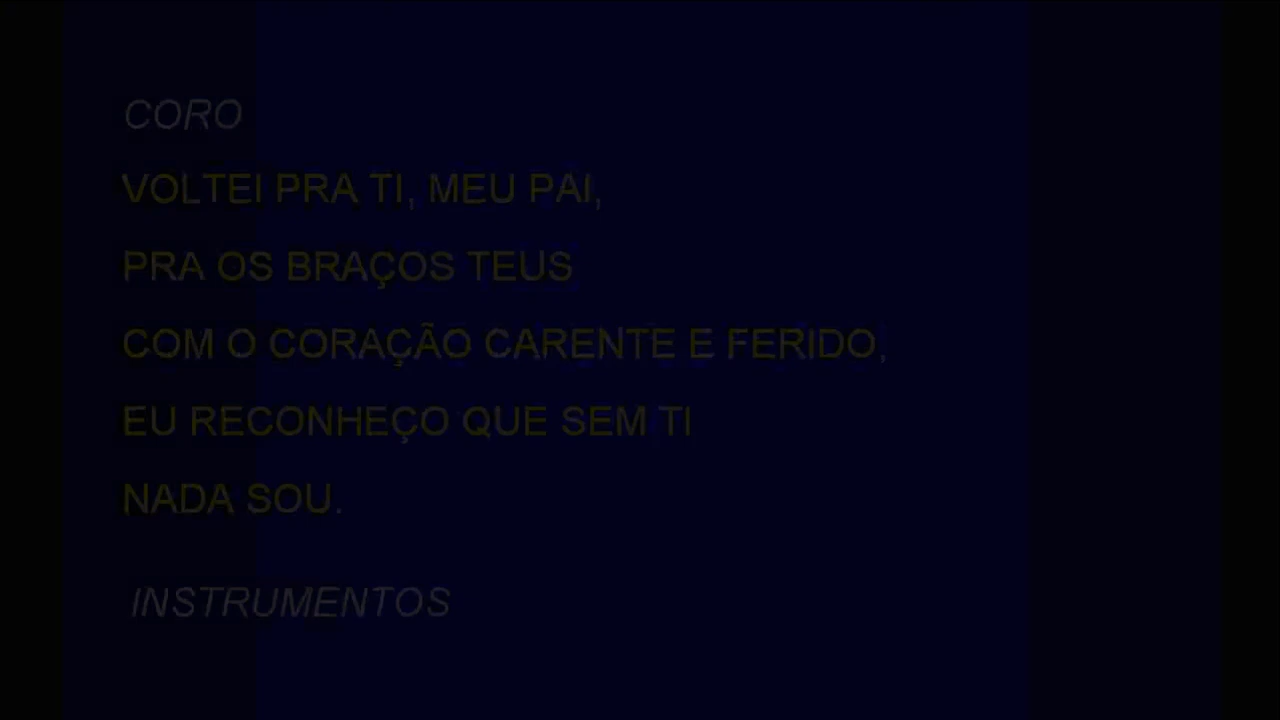 CORO
VOLTEI PRA TI, MEU PAI,
PRA OS BRAÇOS TEUS
COM O CORAÇÃO CARENTE E FERIDO,
EU RECONHEÇO QUE SEM TI
NADA SOU.
INSTRUMENTOS